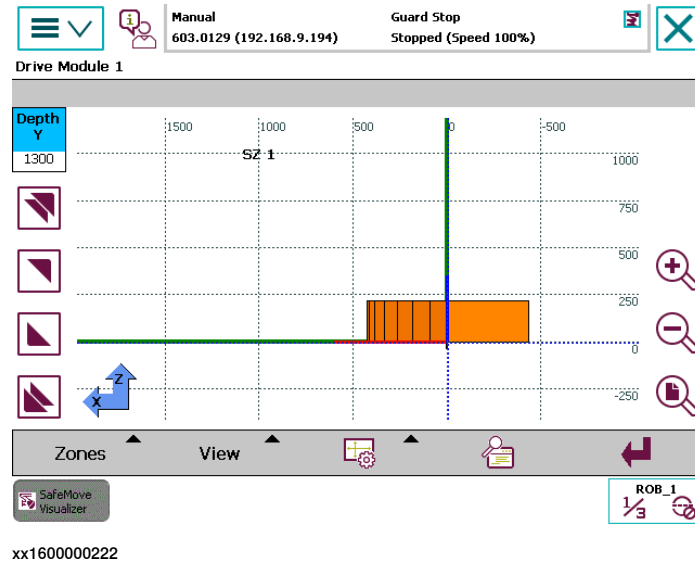 Manual
603.0129 (192.168.9.194)
Guard Stop
Stopped (Speed 100%)
Drive Module 1
Depth
Y
1300
1500 1000 500 0 -500
SZ 1
1000
750
500
250
0
-250
Z
X
Zones View
SafeMove
Visualizer
ROB_1
1/3
xx1600000222